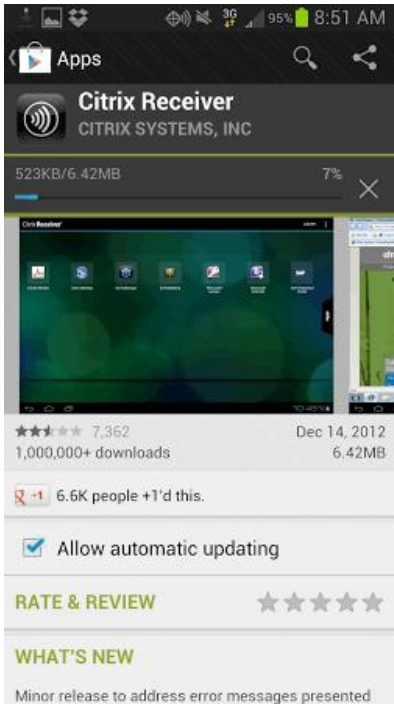 3G 95% 8:51 AM
Apps
Citrix Receiver
CITRIX SYSTEMS, INC
523KB/6.42MB 7%
Citrix Receiver
7,362 Dec 14, 2012
1,000,000+ downloads 6.42MB
+1 6.6K people +1'd this.
Allow automatic updating
RATE & REVIEW
WHAT'S NEW
Minor release to address error messages presented